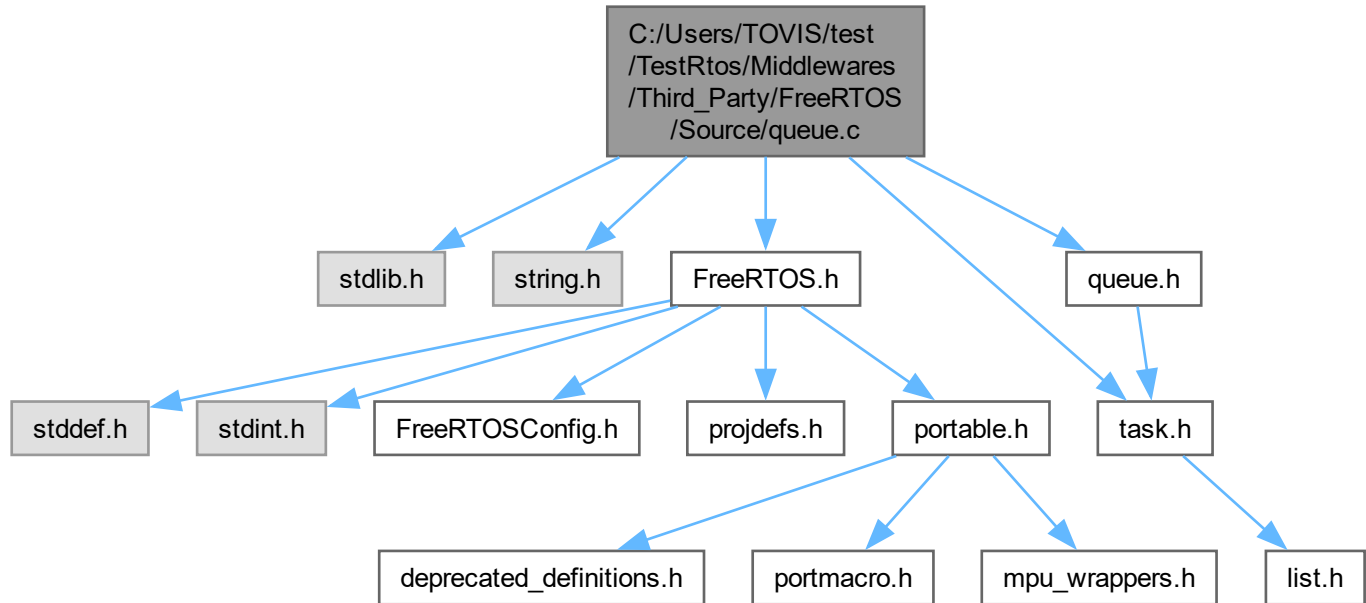 C:/Users/TOVIS/test
/TestRtos/Middlewares
/Third_Party/FreeRTOS
/Source/queue.c
stdlib.h
string.h
FreeRTOS.h
queue.h
stddef.h
stdint.h
FreeRTOSConfig.h
projdefs.h
portable.h
task.h
deprecated_definitions.h
portmacro.h
mpu_wrappers.h
list.h